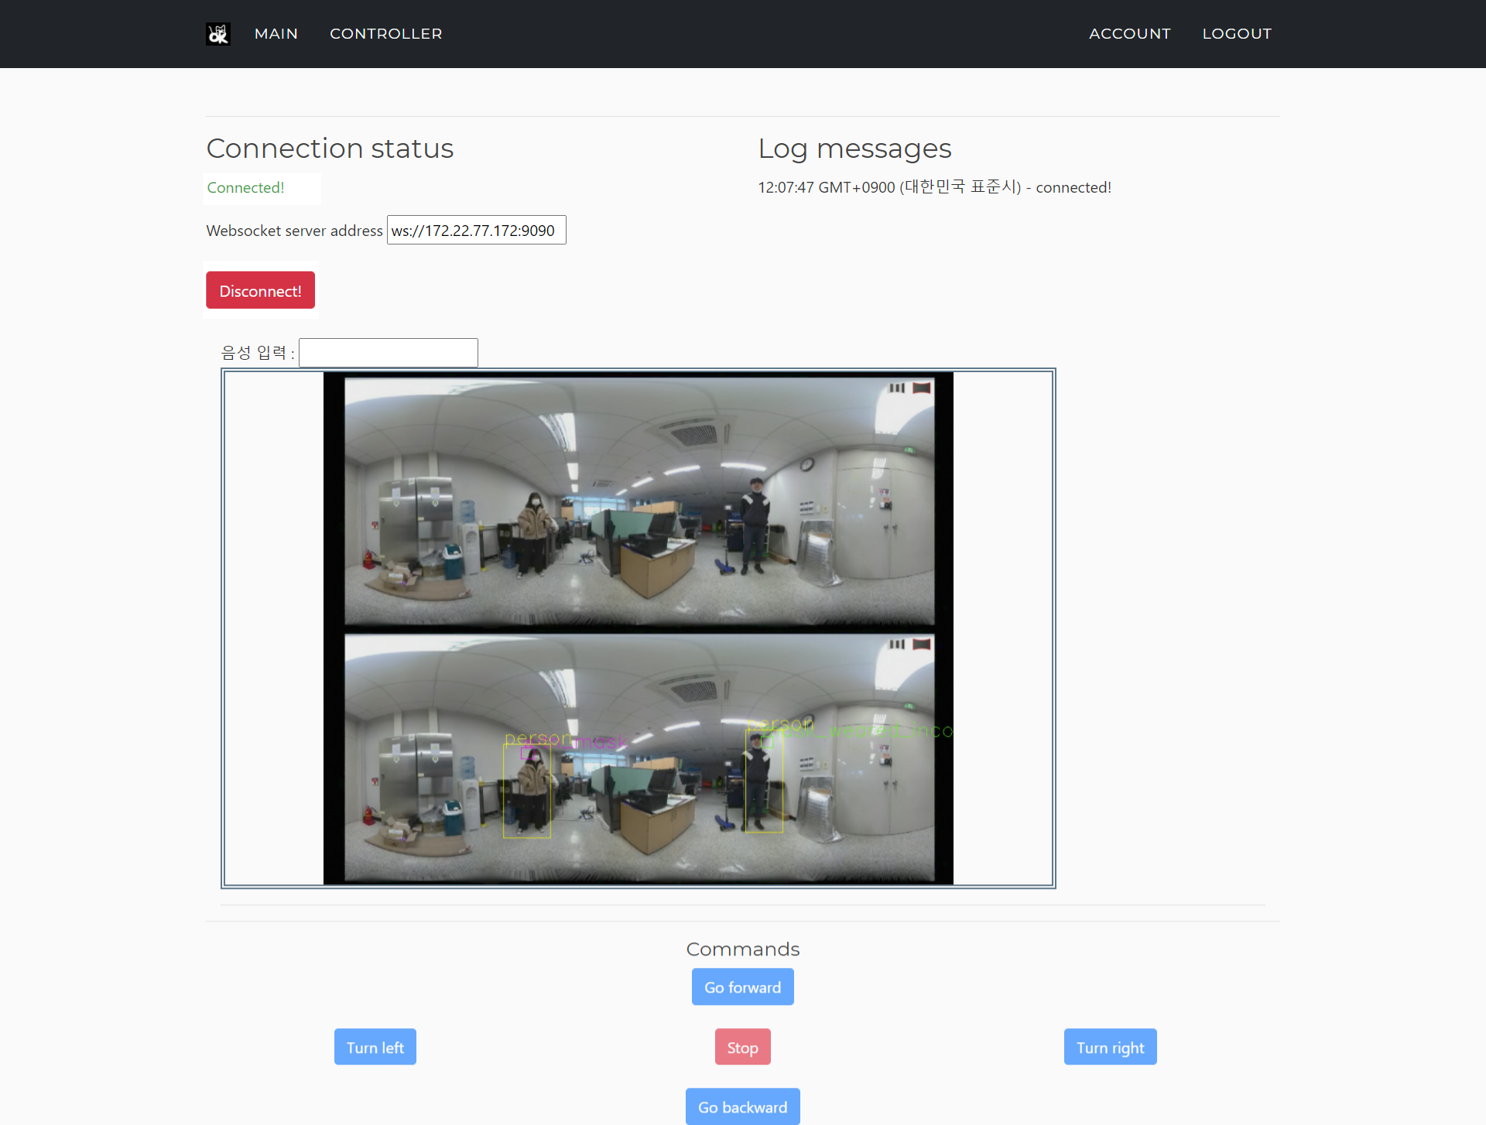 OK MAIN CONTROLLER ACCOUNT LOGOUT
Connection status
Connected!
Websocket server address ws://172.22.77.172:9090
Disconnect!
Log messages
12:07:47 GMT+0900 (대한민국 표준시) - connected!
음성 입력 :
person mask
person
Commands
Go forward
Turn left Stop Turn right
Go backward